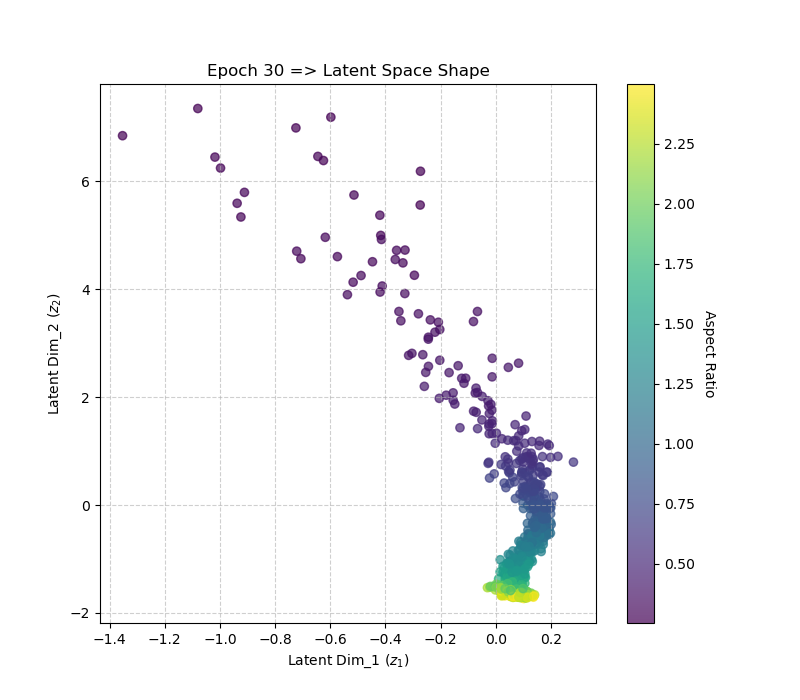 Epoch 30 => Latent Space Shape
Latent Dim_2 (z₂)
6
4
2
0
−2
−1.4 −1.2 −1.0 −0.8 −0.6 −0.4 −0.2 0.0 0.2
Latent Dim_1 (z₁)
2.25
2.00
1.75
1.50
1.25
1.00
0.75
0.50
Aspect Ratio